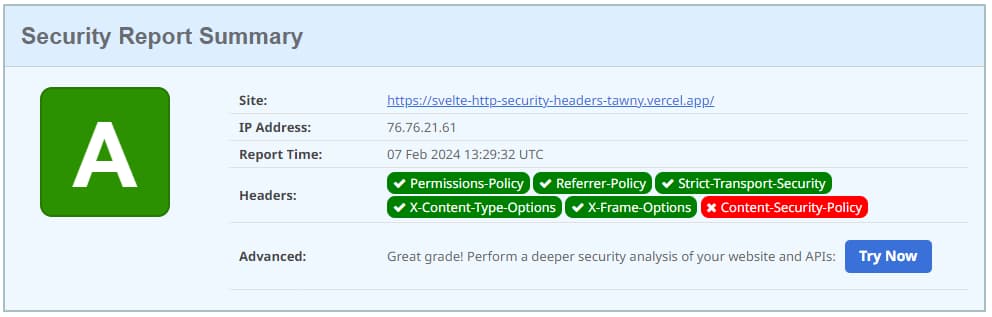 Security Report Summary
A
Site: https://svelte-http-security-headers-tawny.vercel.app/
IP Address: 76.76.21.61
Report Time: 07 Feb 2024 13:29:32 UTC
Headers: ✔ Permissions-Policy ✔ Referrer-Policy ✔ Strict-Transport-Security
✔ X-Content-Type-Options ✔ X-Frame-Options ✖ Content-Security-Policy
Advanced: Great grade! Perform a deeper security analysis of your website and APIs: Try Now